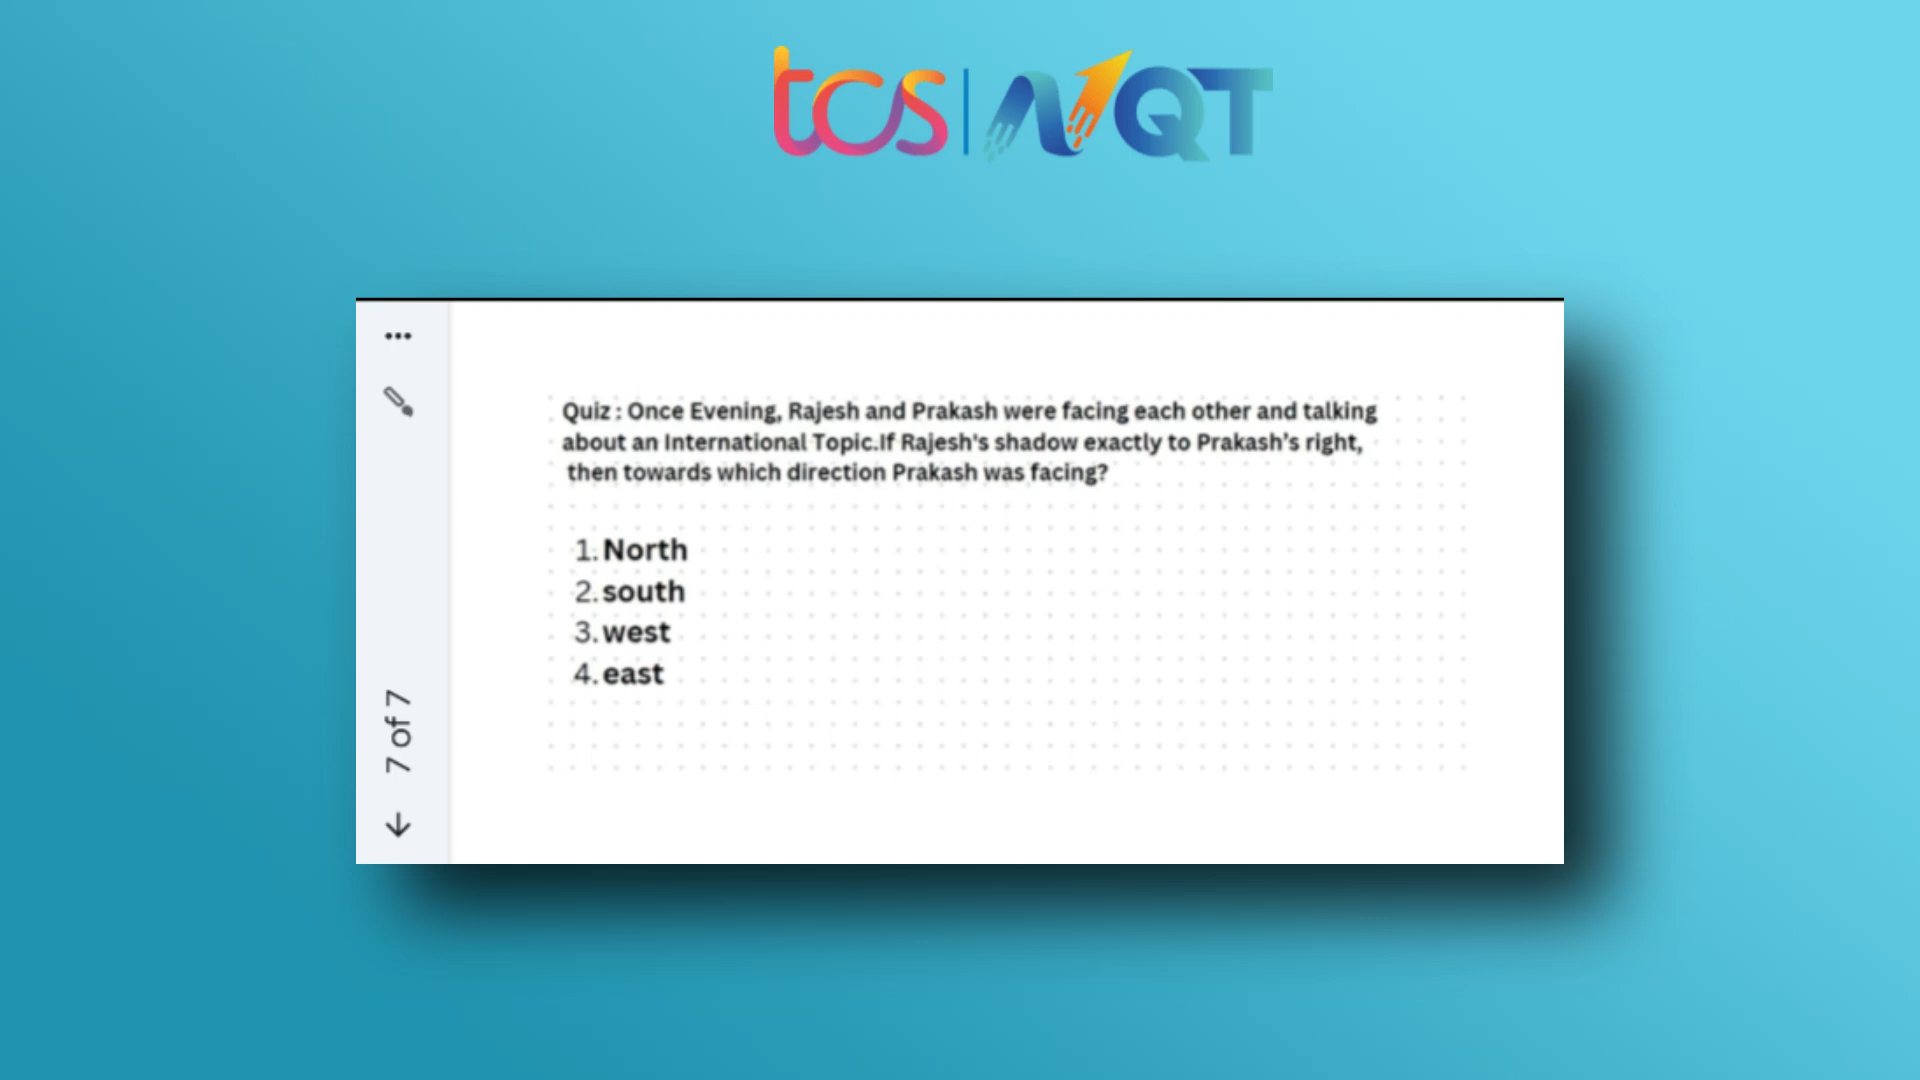 tcs | NQT
Quiz : Once Evening, Rajesh and Prakash were facing each other and talking
about an International Topic.If Rajesh's shadow exactly to Prakash's right,
then towards which direction Prakash was facing?
1. North
2. south
3. west
4. east
7 of 7